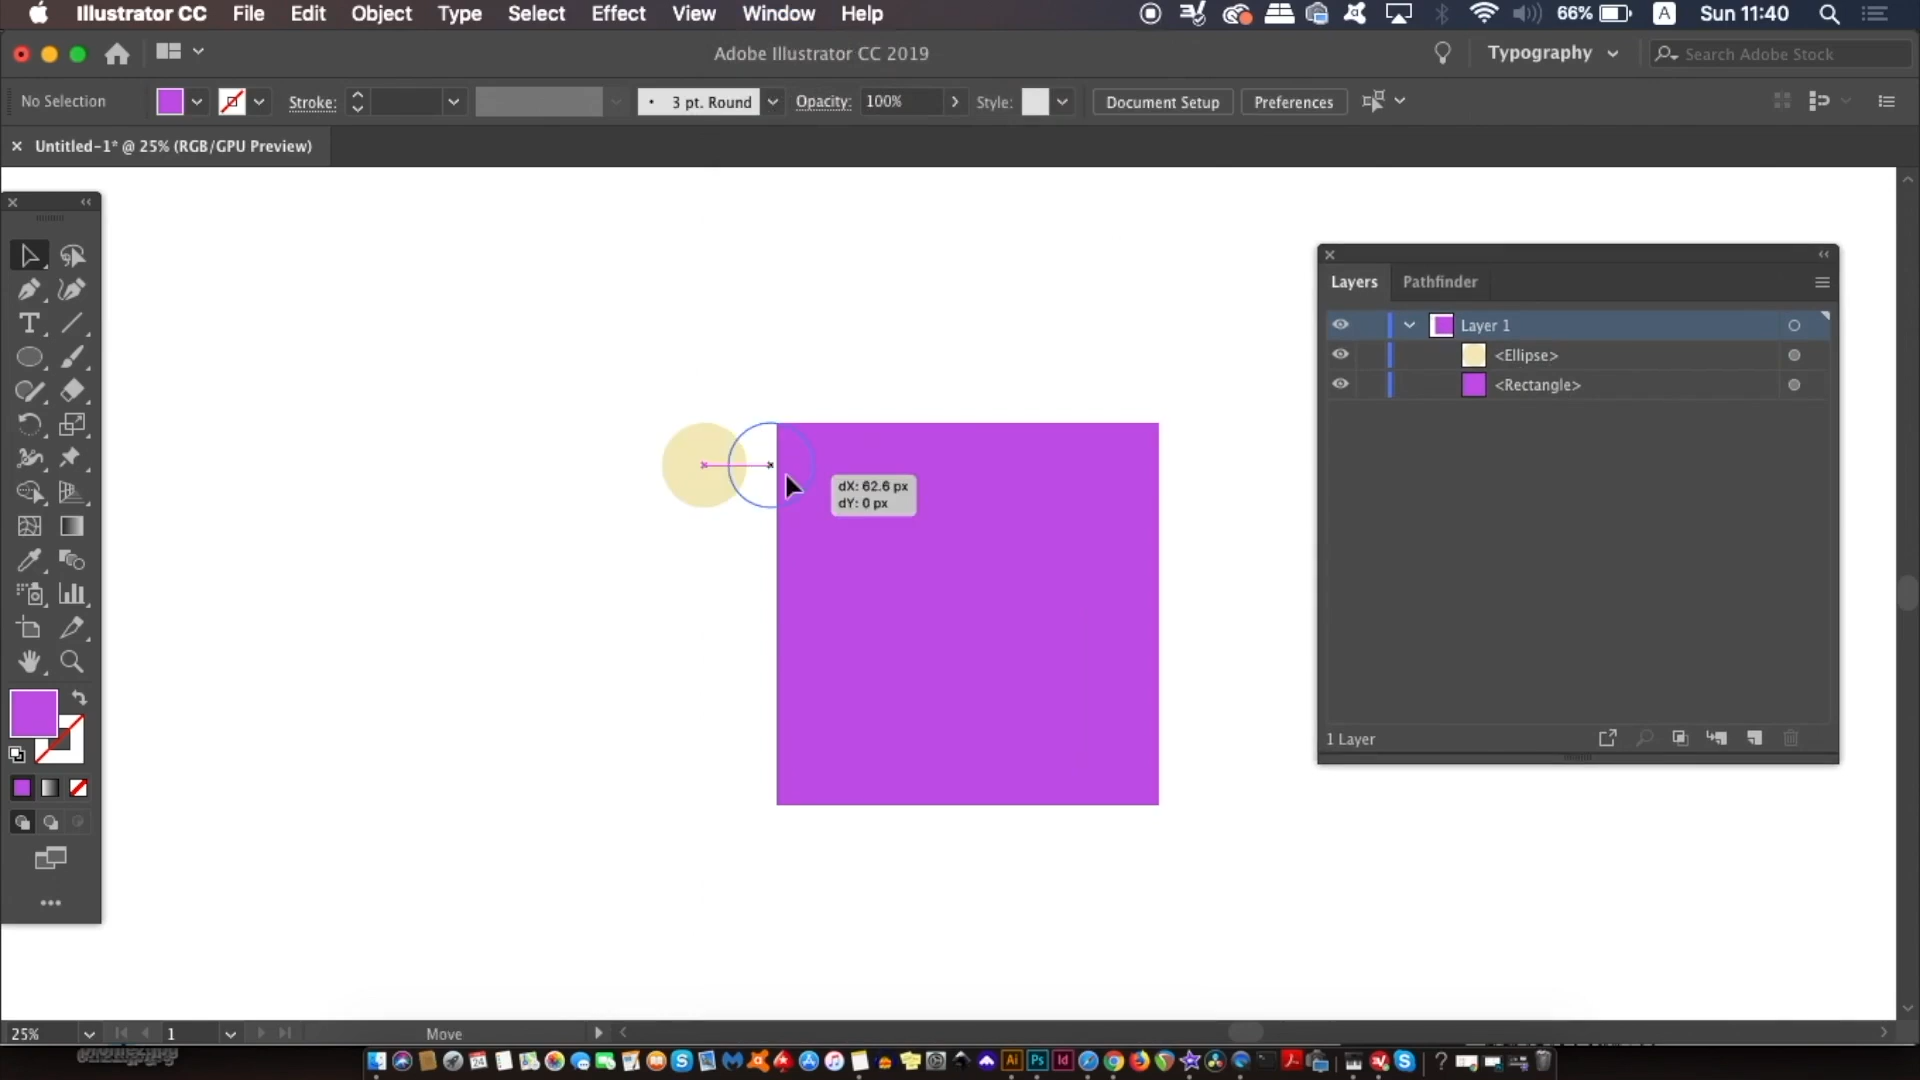 Illustrator CC File Edit Object Type Select Effect View Window Help 66% A Sun 11:40
Adobe Illustrator CC 2019 Typography Search Adobe Stock
No Selection Stroke: 3 pt. Round Opacity: 100% Style: Document Setup Preferences
Untitled-1* @ 25% (RGB/GPU Preview)
Layers Pathfinder
Layer 1
<Ellipse>
<Rectangle>
dX: 62.6 px
dY: 0 px
1 Layer
25% 1 Move